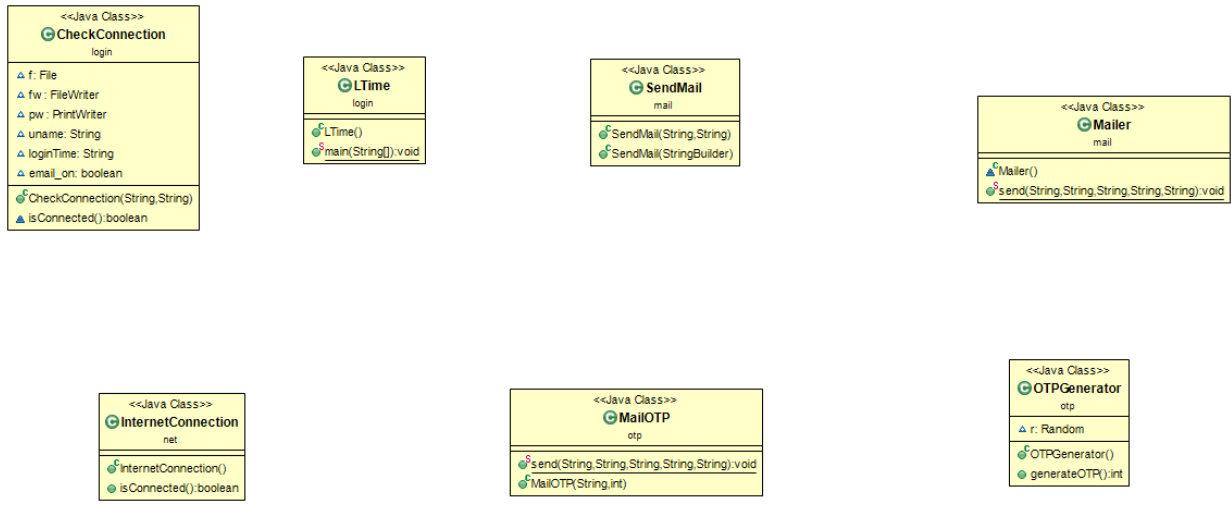 <<Java Class>>
CheckConnection
login
f: File
fw : FileWriter
pw : PrintWriter
uname: String
loginTime: String
email_on: boolean
CheckConnection(String,String)
isConnected():boolean
<<Java Class>>
LTime
login
LTime()
main(String[]):void
<<Java Class>>
SendMail
mail
SendMail(String,String)
SendMail(StringBuilder)
<<Java Class>>
Mailer
mail
Mailer()
send(String,String,String,String,String):void
<<Java Class>>
InternetConnection
net
InternetConnection()
isConnected():boolean
<<Java Class>>
MailOTP
otp
send(String,String,String,String,String):void
MailOTP(String,int)
<<Java Class>>
OTPGenerator
otp
r: Random
OTPGenerator()
generateOTP():int